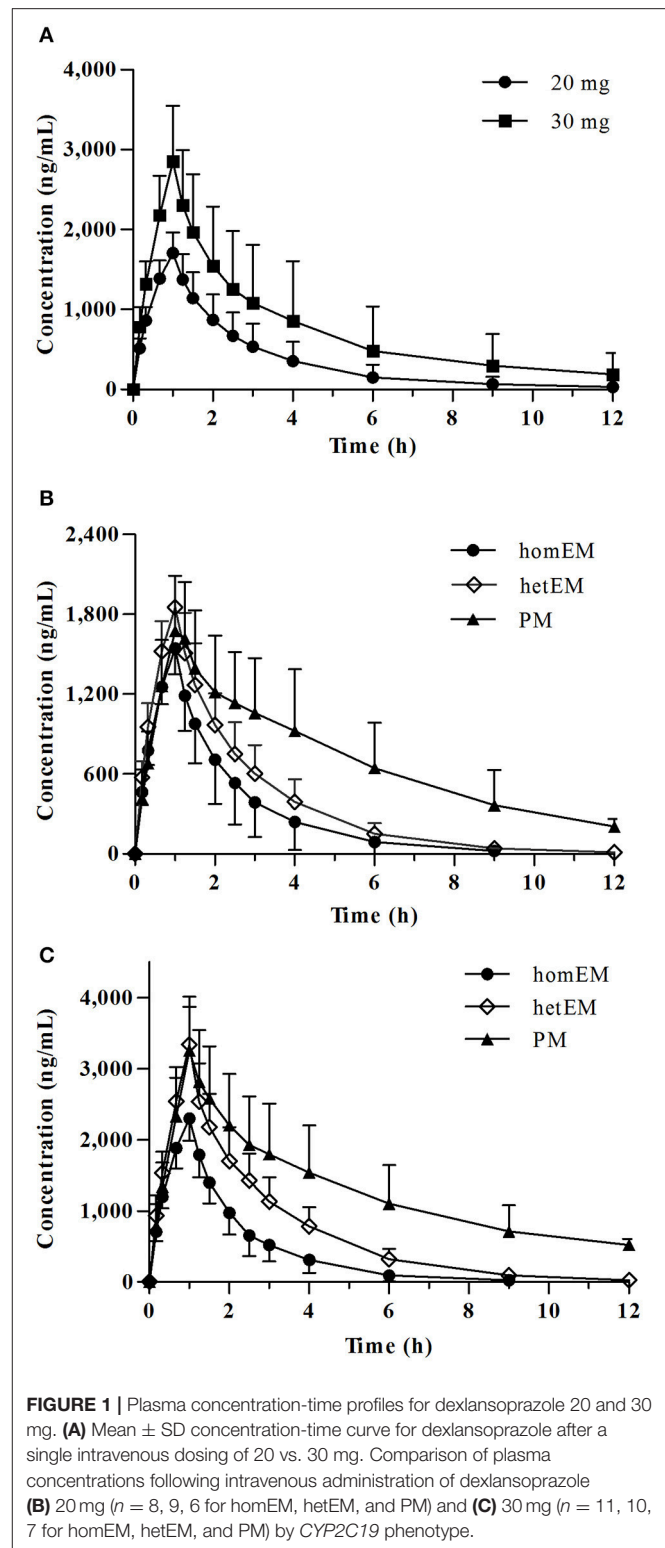 A
4,000
3,000
2,000
1,000
0
Concentration (ng/mL)
20 mg
30 mg
0 2 4 6 8 10 12
Time (h)
B
2,400
1,800
1,200
600
0
Concentration (ng/mL)
homEM
hetEM
PM
0 2 4 6 8 10 12
Time (h)
C
4,000
3,000
2,000
1,000
0
Concentration (ng/mL)
homEM
hetEM
PM
0 2 4 6 8 10 12
Time (h)
FIGURE 1 | Plasma concentration-time profiles for dexlansoprazole 20 and 30
mg. (A) Mean ± SD concentration-time curve for dexlansoprazole after a
single intravenous dosing of 20 vs. 30 mg. Comparison of plasma
concentrations following intravenous administration of dexlansoprazole
(B) 20 mg (n = 8, 9, 6 for homEM, hetEM, and PM) and (C) 30 mg (n = 11, 10,
7 for homEM, hetEM, and PM) by CYP2C19 phenotype.